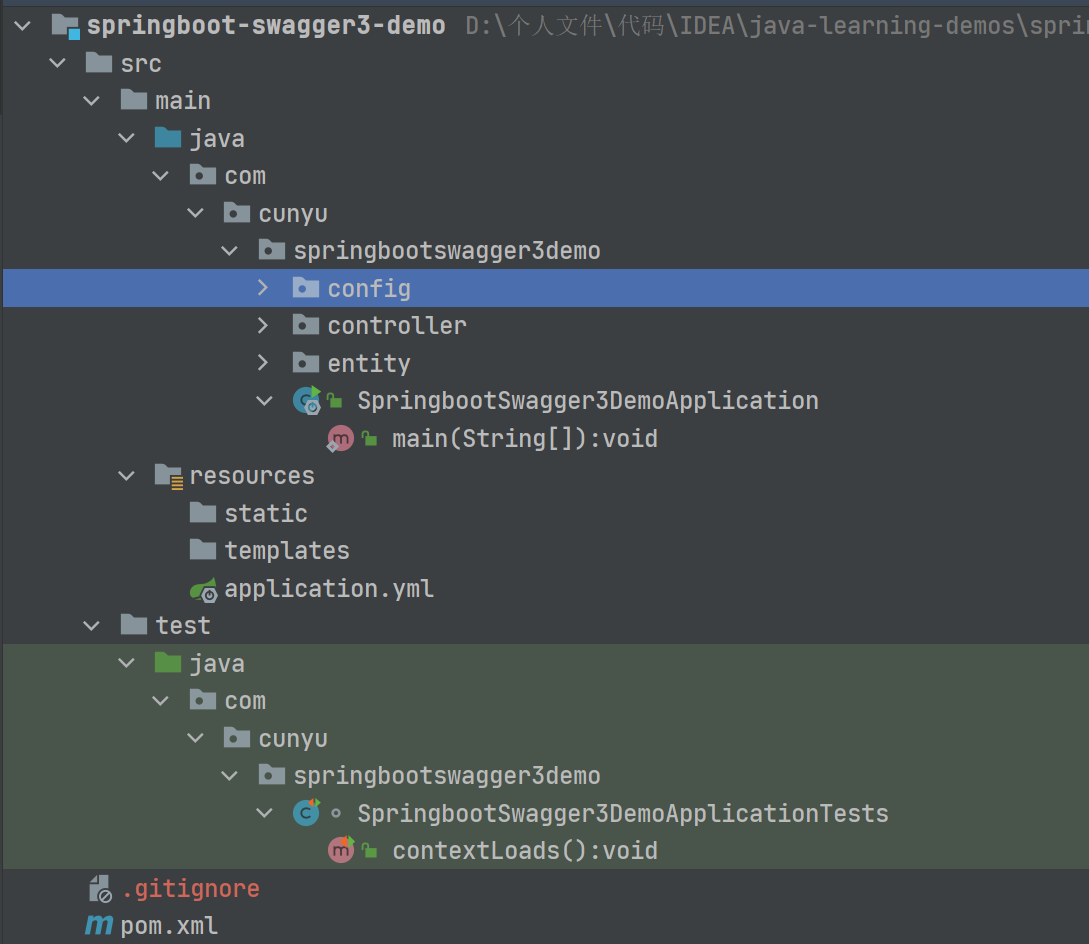 springboot-swagger3-demo D:\个人文件\代码\IDEA\java-learning-demos\sprin
src
main
java
com
cunyu
springbootswagger3demo
config
controller
entity
SpringbootSwagger3DemoApplication
main(String[]):void
resources
static
templates
application.yml
test
java
com
cunyu
springbootswagger3demo
SpringbootSwagger3DemoApplicationTests
contextLoads():void
.gitignore
pom.xml